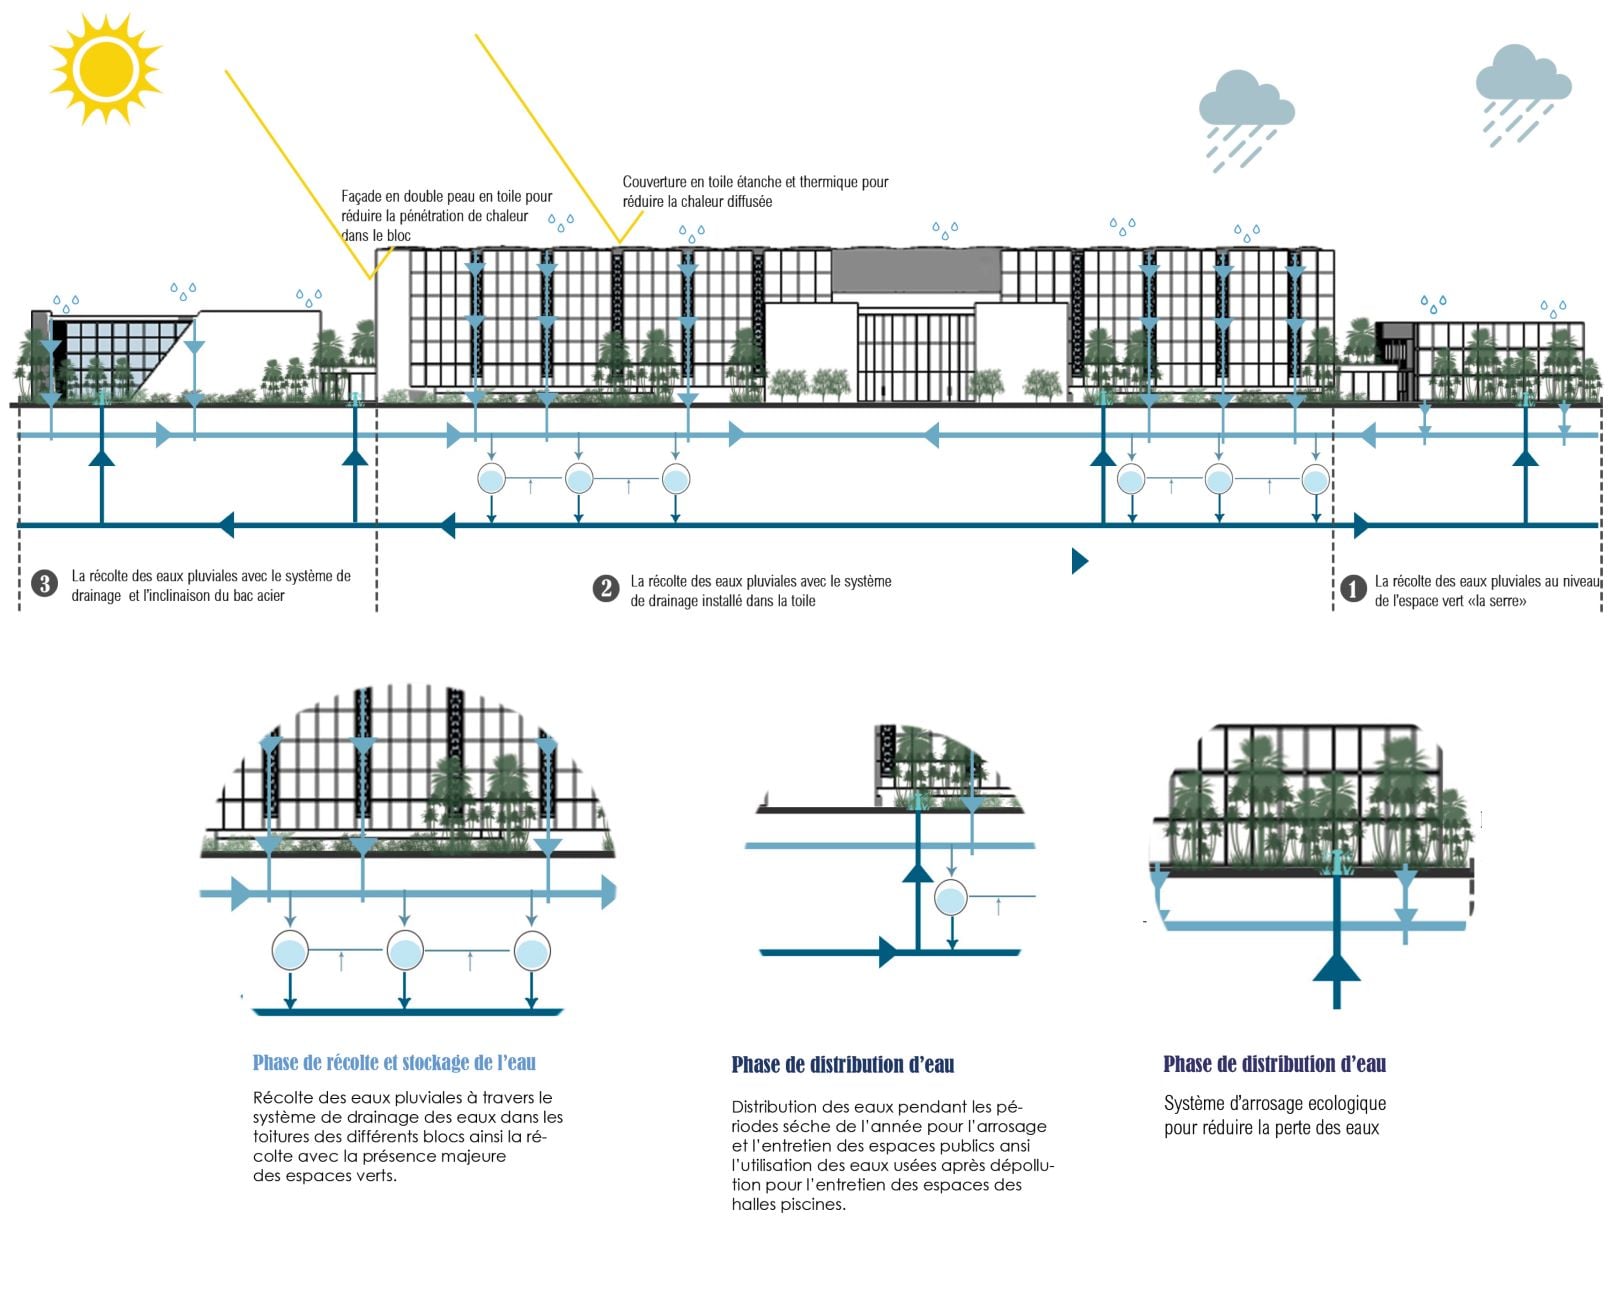 Façade en double peau en toile pour
réduire la pénétration de chaleur
dans le bloc
Couverture en toile étanche et thermique pour
réduire la chaleur diffusée
3 La récolte des eaux pluviales avec le système de
drainage et l'inclinaison du bac acier
2 La récolte des eaux pluviales avec le système
de drainage installé dans la toile
1 La récolte des eaux pluviales au niveau
de l'espace vert «la serre»
Phase de récolte et stockage de l'eau
Récolte des eaux pluviales à travers le
système de drainage des eaux dans les
toitures des différents blocs ainsi la ré-
colte avec la présence majeure
des espaces verts.
Phase de distribution d'eau
Distribution des eaux pendant les pé-
riodes séche de l'année pour l'arrosage
et l'entretien des espaces publics ansi
l'utilisation des eaux usées après dépollu-
tion pour l'entretien des espaces des
halles piscines.
Phase de distribution d'eau
Système d'arrosage ecologique
pour réduire la perte des eaux